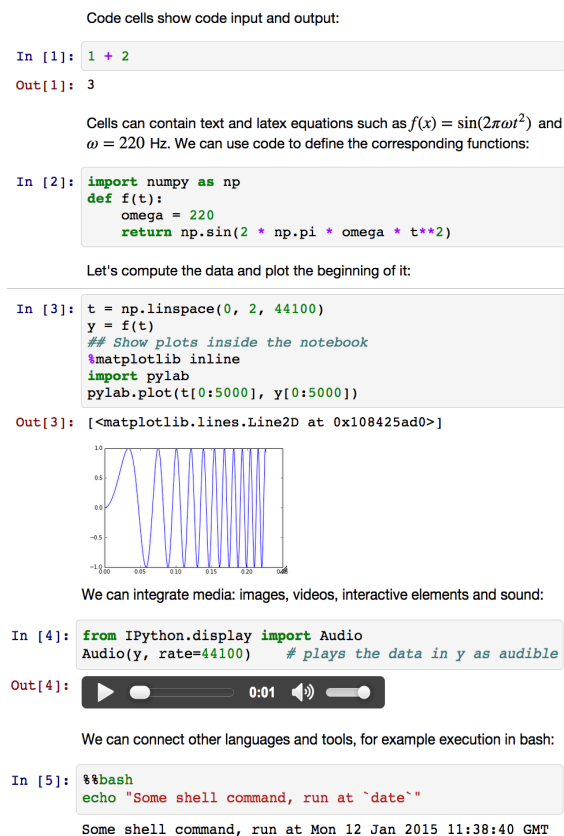 Code cells show code input and output:
In [1]: 1 + 2
Out[1]: 3
Cells can contain text and latex equations such as f(x) = sin(2πωt²) and
ω = 220 Hz. We can use code to define the corresponding functions:
In [2]: import numpy as np
def f(t):
    omega = 220
    return np.sin(2 * np.pi * omega * t**2)
Let's compute the data and plot the beginning of it:
In [3]: t = np.linspace(0, 2, 44100)
y = f(t)
## Show plots inside the notebook
%matplotlib inline
import pylab
pylab.plot(t[0:5000], y[0:5000])
Out[3]: [<matplotlib.lines.Line2D at 0x108425ad0>]
1.0
0.5
0.0
−0.5
−1.0
0.00 0.05 0.10 0.15 0.20
We can integrate media: images, videos, interactive elements and sound:
In [4]: from IPython.display import Audio
Audio(y, rate=44100)    # plays the data in y as audible
Out[4]: 0:01
We can connect other languages and tools, for example execution in bash:
In [5]: %%bash
echo "Some shell command, run at `date`"
Some shell command, run at Mon 12 Jan 2015 11:38:40 GMT